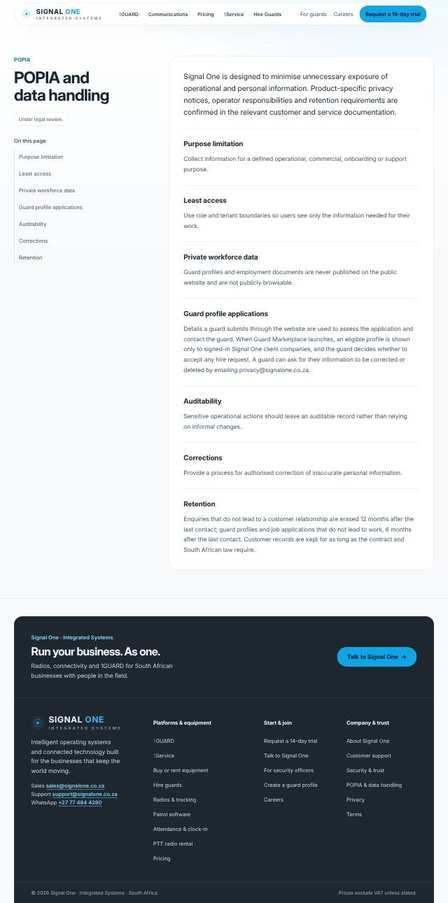 SIGNAL ONE
INTEGRATED SYSTEMS
1GUARD
Communications
Pricing
1Service
Hire Guards
For guards
Careers
Request a 14-day trial
POPIA
POPIA and
data handling
Under legal review.
On this page
Purpose limitation
Least access
Private workforce data
Guard profile applications
Auditability
Corrections
Retention
Signal One is designed to minimise unnecessary exposure of
operational and personal information. Product-specific privacy
notices, operator responsibilities and retention requirements are
confirmed in the relevant customer and service documentation.
Purpose limitation
Collect information for a defined operational, commercial, onboarding or support
purpose.
Least access
Use role and tenant boundaries so users see only the information needed for their
work.
Private workforce data
Guard profiles and employment documents are never published on the public
website and are not publicly browsable.
Guard profile applications
Details a guard submits through the website are used to assess the application and
contact the guard. When Guard Marketplace launches, an eligible profile is shown
only to signed-in Signal One client companies, and the guard decides whether to
accept any hire request. A guard can ask for their information to be corrected or
deleted by emailing privacy@signalone.co.za.
Auditability
Sensitive operational actions should leave an auditable record rather than relying
on informal changes.
Corrections
Provide a process for authorised correction of inaccurate personal information.
Retention
Enquiries that do not lead to a customer relationship are erased 12 months after the
last contact; guard profiles and job applications that do not lead to work, 6 months
after the last contact. Customer records are kept for as long as the contract and
South African law require.
Signal One · Integrated Systems
Run your business. As one.
Radios, connectivity and 1GUARD for South African
businesses with people in the field.
Talk to Signal One →
SIGNAL ONE
INTEGRATED SYSTEMS
Intelligent operating systems
and connected technology built
for the businesses that keep the
world moving.
Sales sales@signalone.co.za
Support support@signalone.co.za
WhatsApp +27 77 484 4280
Platforms & equipment
1GUARD
1Service
Buy or rent equipment
Hire guards
Radios & tracking
Patrol software
Attendance & clock-in
PTT radio rental
Pricing
Start & join
Request a 14-day trial
Talk to Signal One
For security officers
Create a guard profile
Careers
Company & trust
About Signal One
Customer support
Security & trust
POPIA & data handling
Privacy
Terms
© 2026 Signal One · Integrated Systems · South Africa.
Prices exclude VAT unless stated.